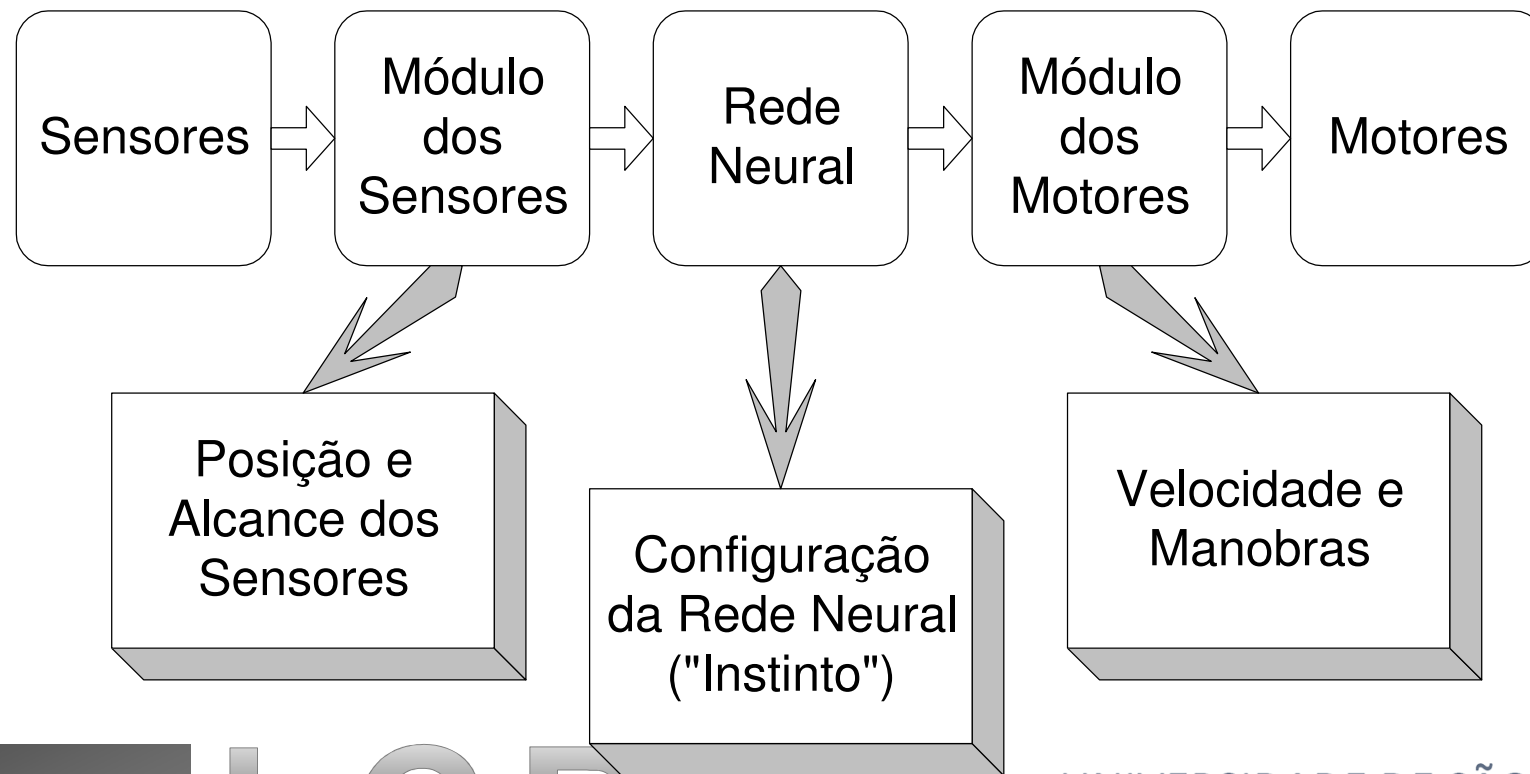 Sensores
Módulo
dos
Sensores
Rede
Neural
Módulo
dos
Motores
Motores
Posição e
Alcance dos
Sensores
Configuração
da Rede Neural
("Instinto")
Velocidade e
Manobras